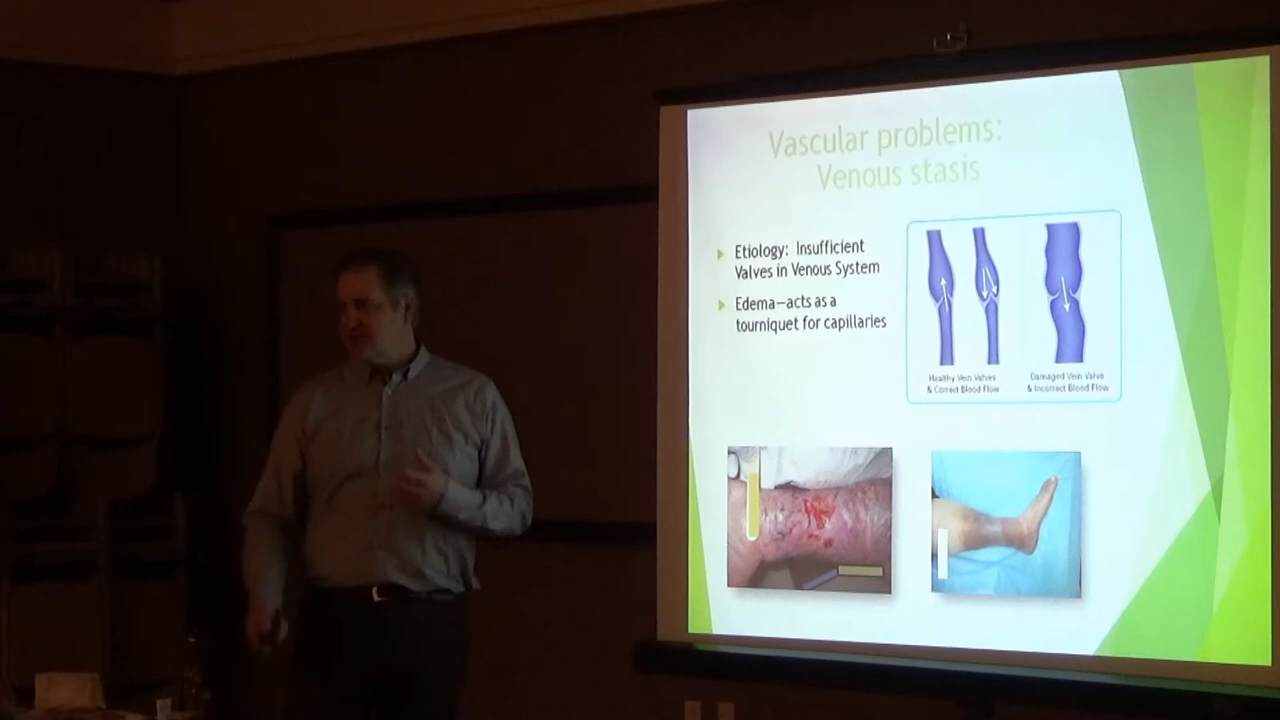 Vascular problems:
Venous stasis
Etiology: Insufficient
Valves in Venous System
Edema—acts as a
tourniquet for capillaries
Healthy Vein Valves
& Correct Blood Flow
Damaged Vein Valve
& Incorrect Blood Flow